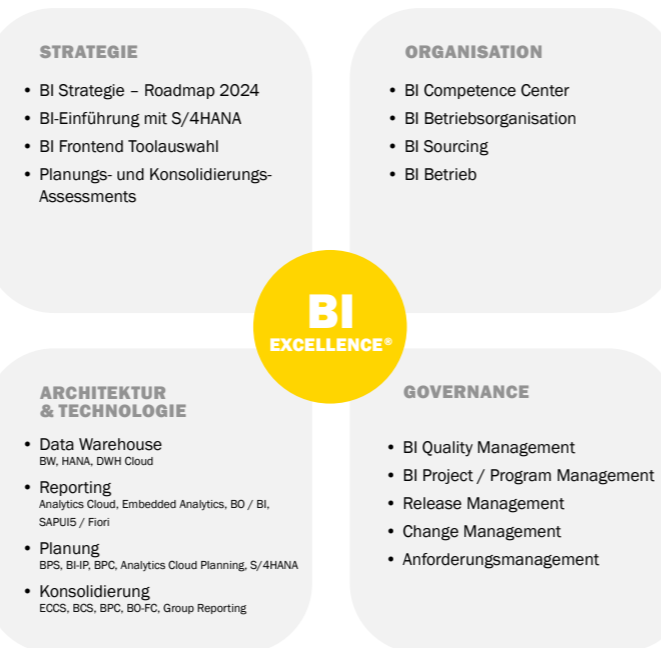 STRATEGIE
• BI Strategie – Roadmap 2024
• BI-Einführung mit S/4HANA
• BI Frontend Toolauswahl
• Planungs- und Konsolidierungs-
Assessments
ORGANISATION
• BI Competence Center
• BI Betriebsorganisation
• BI Sourcing
• BI Betrieb
BI
EXCELLENCE®
ARCHITEKTUR
& TECHNOLOGIE
• Data Warehouse
BW, HANA, DWH Cloud
• Reporting
Analytics Cloud, Embedded Analytics, BO / BI,
SAPUI5 / Fiori
• Planung
BPS, BI-IP, BPC, Analytics Cloud Planning, S/4HANA
• Konsolidierung
ECCS, BCS, BPC, BO-FC, Group Reporting
GOVERNANCE
• BI Quality Management
• BI Project / Program Management
• Release Management
• Change Management
• Anforderungsmanagement